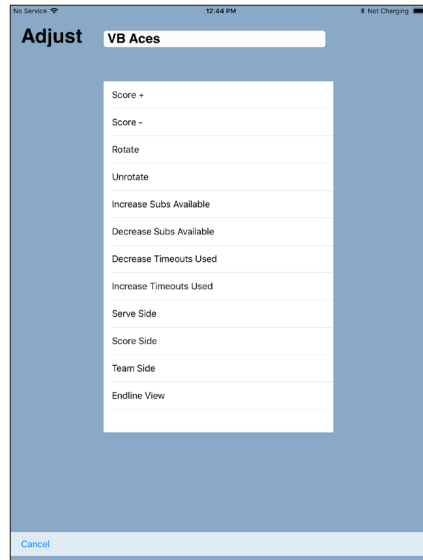 No Service 12:44 PM Not Charging
Adjust VB Aces
Score +
Score -
Rotate
Unrotate
Increase Subs Available
Decrease Subs Available
Decrease Timeouts Used
Increase Timeouts Used
Serve Side
Score Side
Team Side
Endline View
Cancel